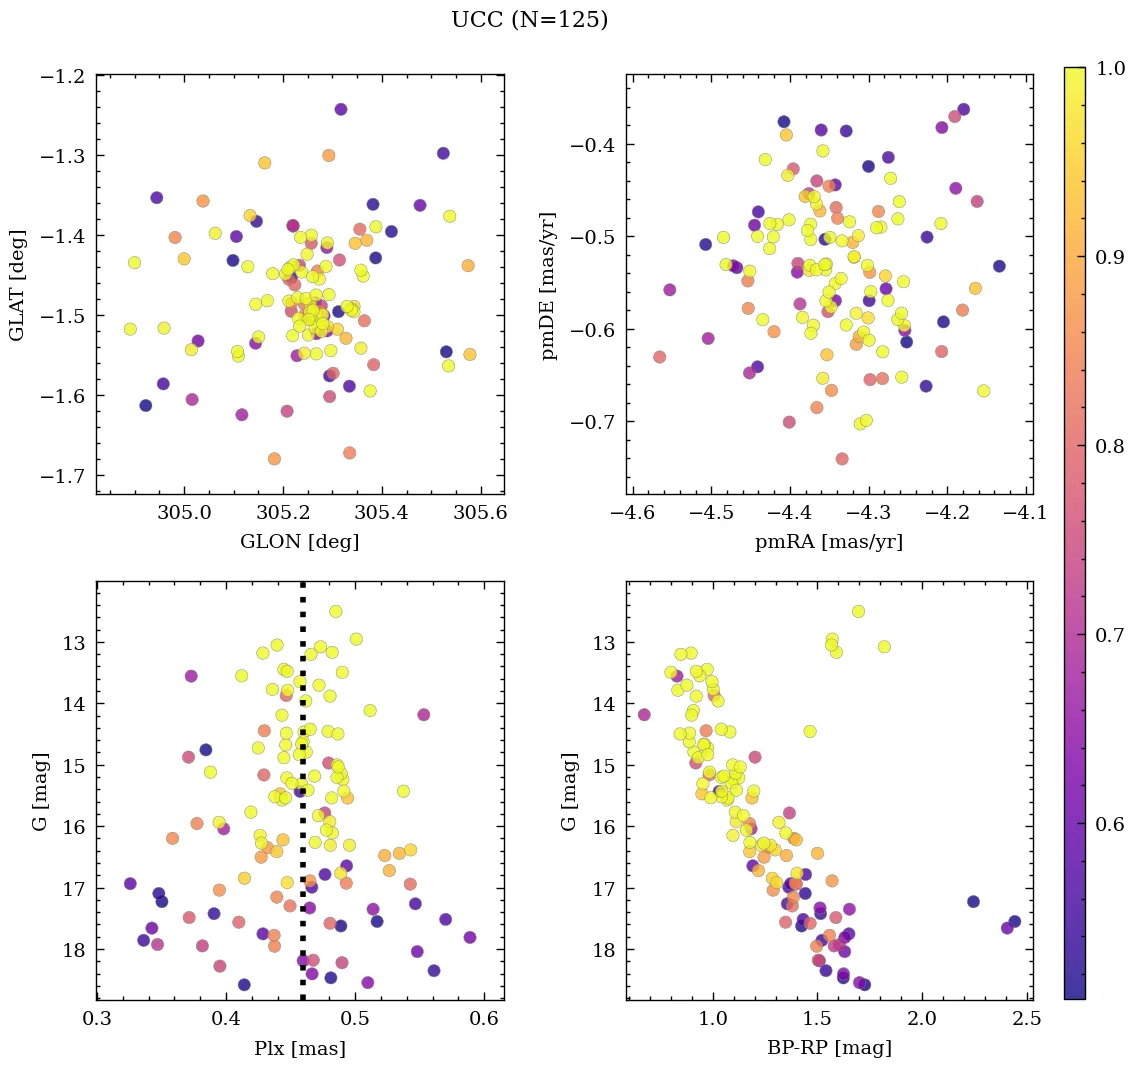 UCC (N=125)
−1.2
−1.3
−1.4
−1.5
−1.6
−1.7
GLAT [deg]
305.0 305.2 305.4 305.6
GLON [deg]
−0.4
−0.5
−0.6
−0.7
pmDE [mas/yr]
−4.6 −4.5 −4.4 −4.3 −4.2 −4.1
pmRA [mas/yr]
13
14
15
16
17
18
G [mag]
0.3 0.4 0.5 0.6
Plx [mas]
13
14
15
16
17
18
G [mag]
1.0 1.5 2.0 2.5
BP-RP [mag]
1.0
0.9
0.8
0.7
0.6